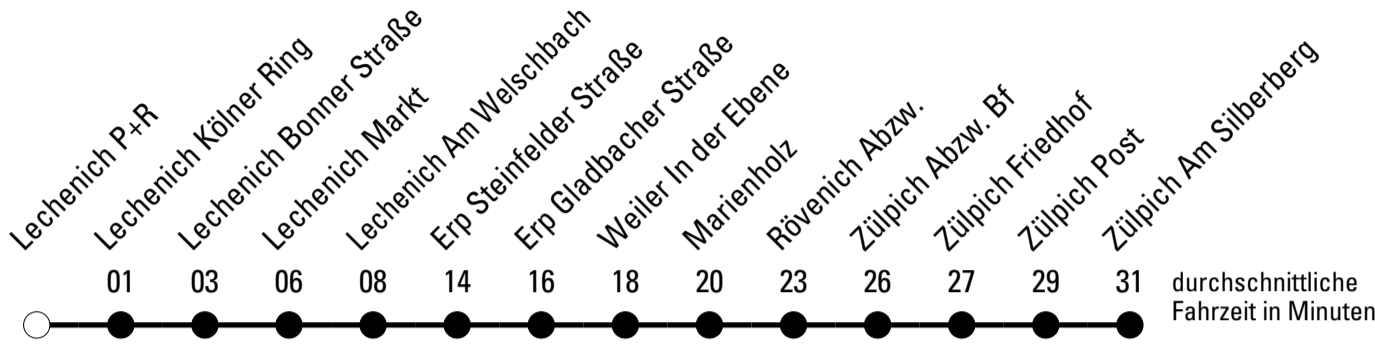 Lechenich P+R
Lechenich Kölner Ring
Lechenich Bonner Straße
Lechenich Markt
Lechenich Am Welschbach
Erp Steinfelder Straße
Erp Gladbacher Straße
Weiler In der Ebene
Marienholz
Rövenich Abzw.
Zülpich Abzw. Bf
Zülpich Friedhof
Zülpich Post
Zülpich Am Silberberg
01 03 06 08 14 16 18 20 23 26 27 29 31
durchschnittliche
Fahrzeit in Minuten